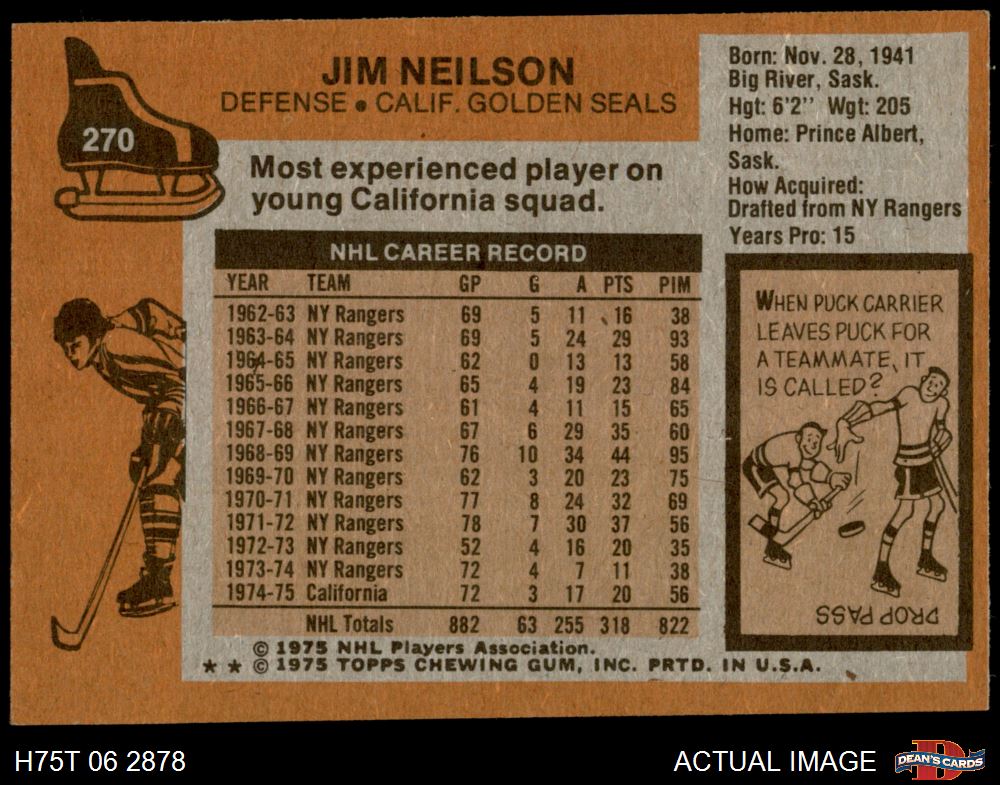 270
JIM NEILSON
DEFENSE • CALIF. GOLDEN SEALS
Most experienced player on
young California squad.
Born: Nov. 28, 1941
Big River, Sask.
Hgt: 6'2'' Wgt: 205
Home: Prince Albert,
Sask.
How Acquired:
Drafted from NY Rangers
Years Pro: 15
NHL CAREER RECORD
YEAR TEAM GP G A PTS PIM
1962-63 NY Rangers 69 5 11 16 38
1963-64 NY Rangers 69 5 24 29 93
1964-65 NY Rangers 62 0 13 13 58
1965-66 NY Rangers 65 4 19 23 84
1966-67 NY Rangers 61 4 11 15 65
1967-68 NY Rangers 67 6 29 35 60
1968-69 NY Rangers 76 10 34 44 95
1969-70 NY Rangers 62 3 20 23 75
1970-71 NY Rangers 77 8 24 32 69
1971-72 NY Rangers 78 7 30 37 56
1972-73 NY Rangers 52 4 16 20 35
1973-74 NY Rangers 72 4 7 11 38
1974-75 California 72 3 17 20 56
NHL Totals 882 63 255 318 822
© 1975 NHL Players Association.
★ ★ © 1975 TOPPS CHEWING GUM, INC. PRTD. IN U.S.A.
WHEN PUCK CARRIER
LEAVES PUCK FOR
A TEAMMATE, IT
IS CALLED?
DROP PASS
H75T 06 2878
ACTUAL IMAGE
D
DEAN'S CARDS